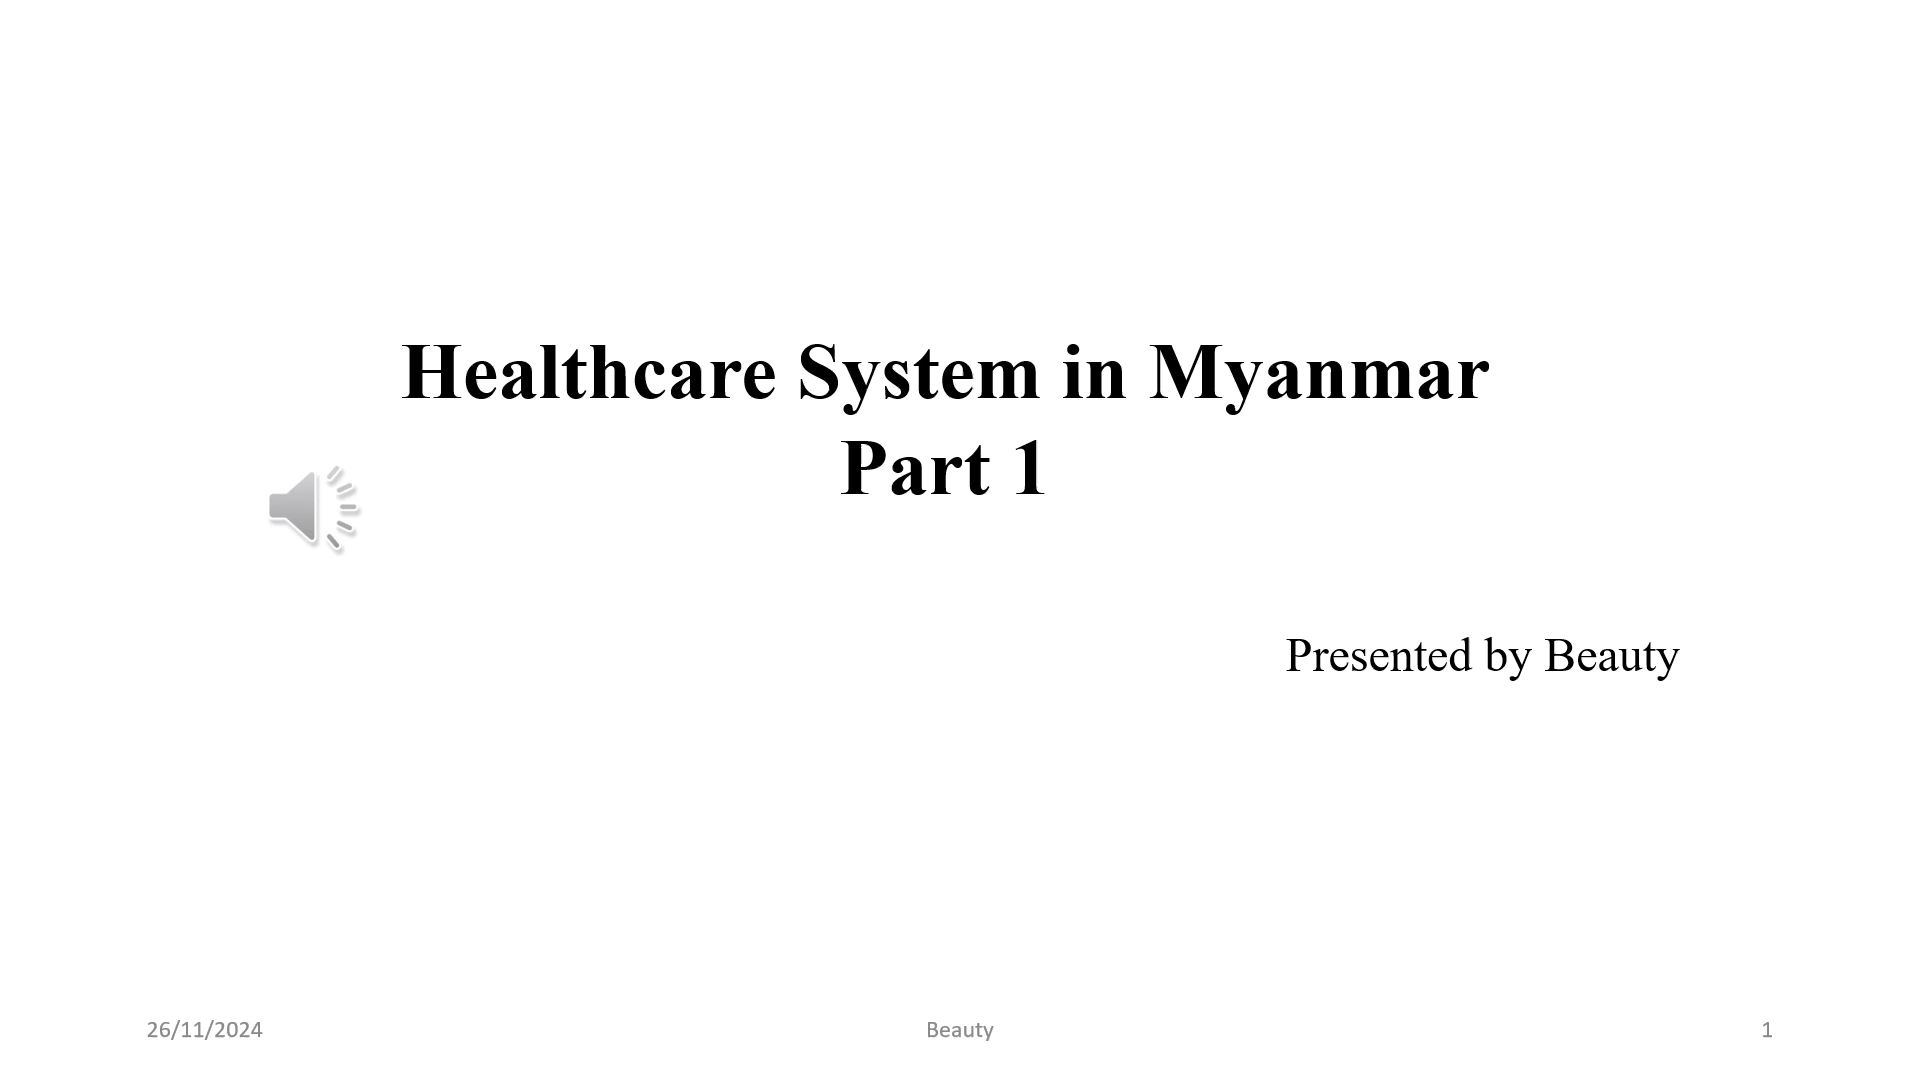 Healthcare System in Myanmar
Part 1
Presented by Beauty
26/11/2024
Beauty
1